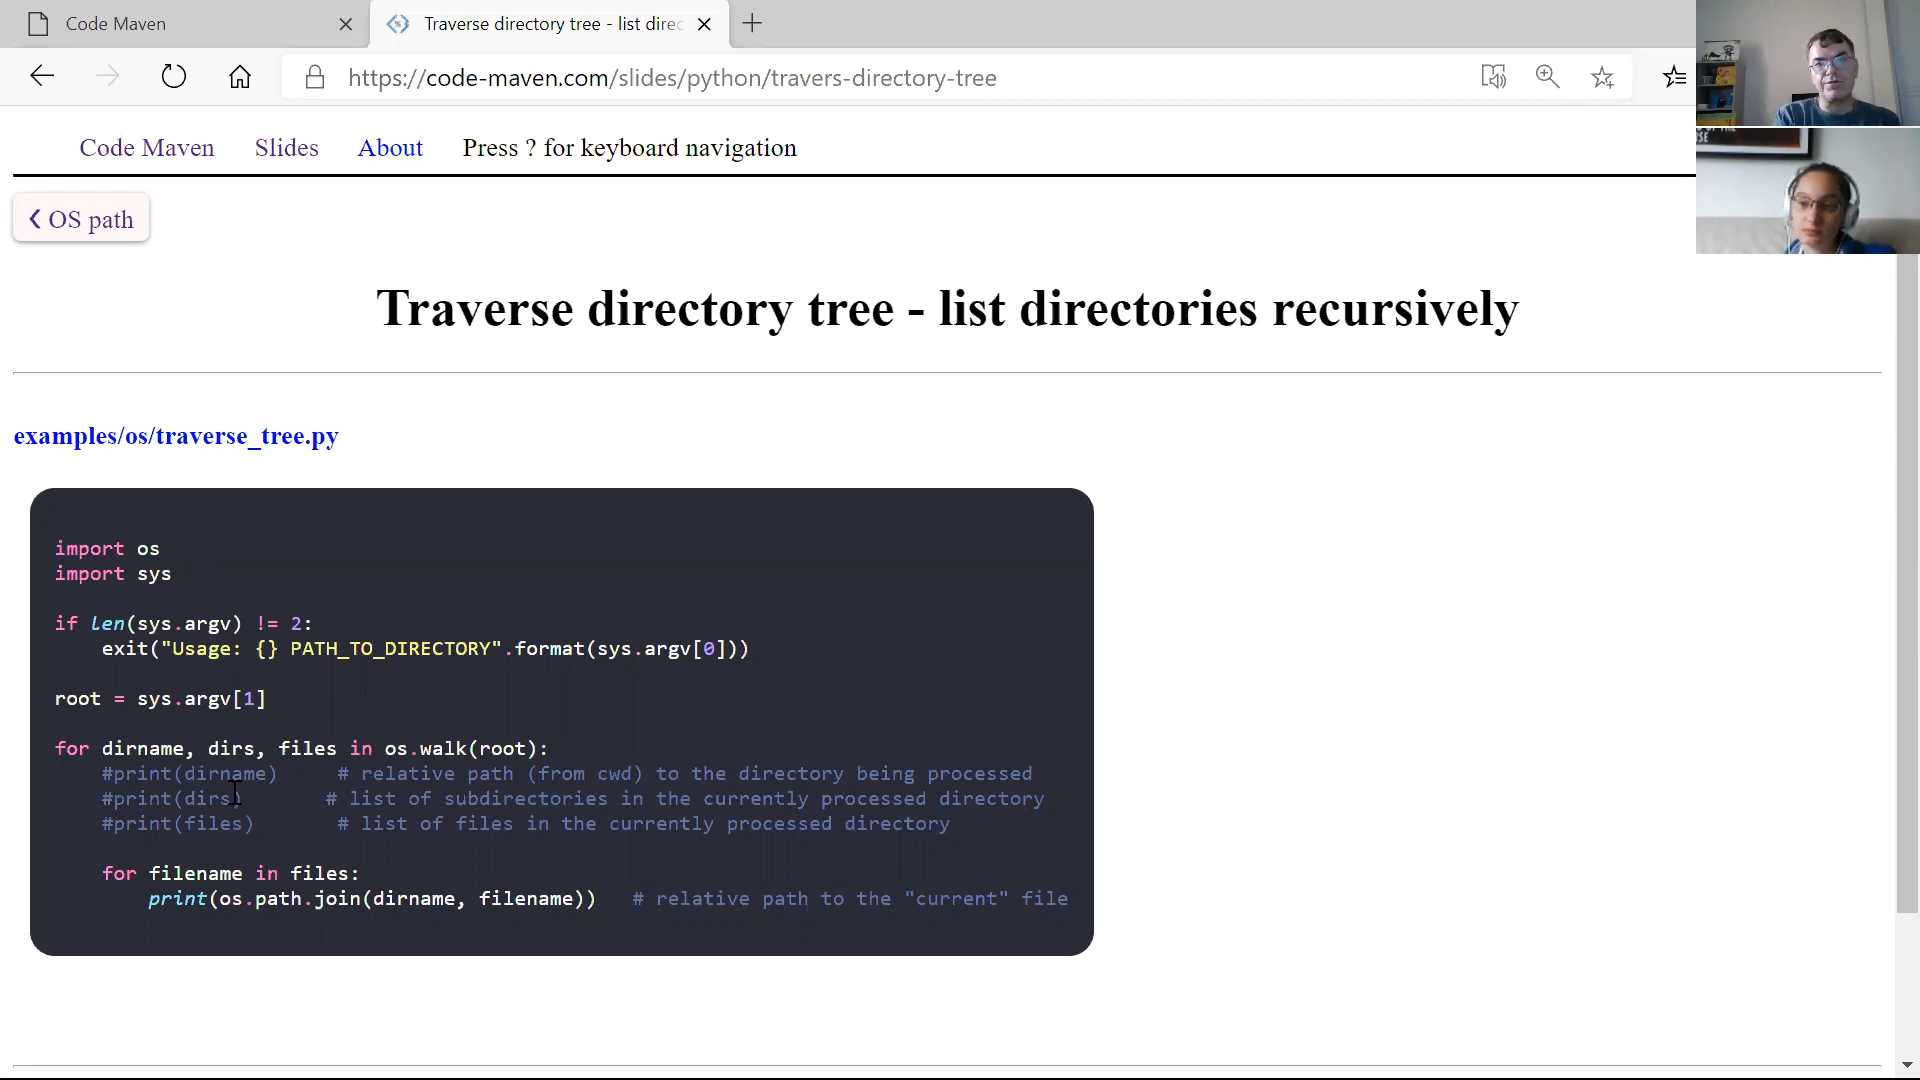 Code Maven
Traverse directory tree - list direc
https://code-maven.com/slides/python/travers-directory-tree
Code Maven Slides About Press ? for keyboard navigation
❮ OS path
Traverse directory tree - list directories recursively
examples/os/traverse_tree.py
import os
import sys
if len(sys.argv) != 2:
    exit("Usage: {} PATH_TO_DIRECTORY".format(sys.argv[0]))
root = sys.argv[1]
for dirname, dirs, files in os.walk(root):
    #print(dirname)     # relative path (from cwd) to the directory being processed
    #print(dirs)       # list of subdirectories in the currently processed directory
    #print(files)       # list of files in the currently processed directory
    for filename in files:
        print(os.path.join(dirname, filename))   # relative path to the "current" file